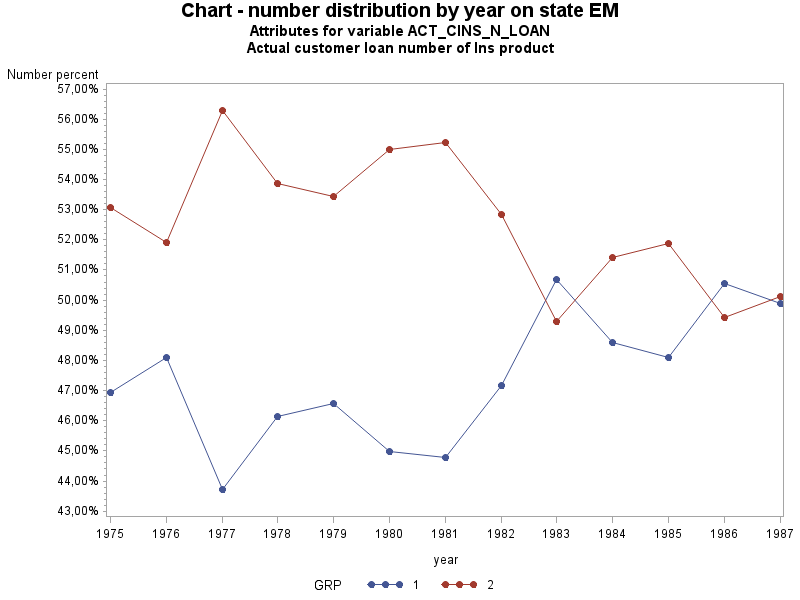 Chart - number distribution by year on state EM
Attributes for variable ACT_CINS_N_LOAN
Actual customer loan number of Ins product
Number percent
57,00%
56,00%
55,00%
54,00%
53,00%
52,00%
51,00%
50,00%
49,00%
48,00%
47,00%
46,00%
45,00%
44,00%
43,00%
1975 1976 1977 1978 1979 1980 1981 1982 1983 1984 1985 1986 1987
year
GRP 1 2